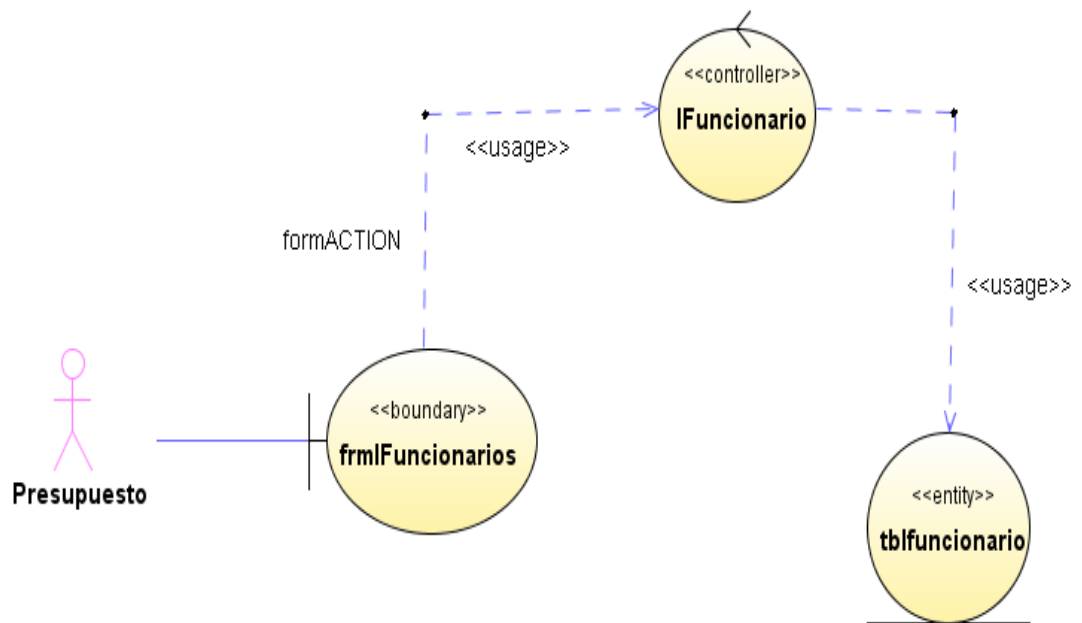 <<controller>>
IFuncionario
<<usage>>
formACTION
<<usage>>
<<boundary>>
frmIFuncionarios
Presupuesto
<<entity>>
tblfuncionario